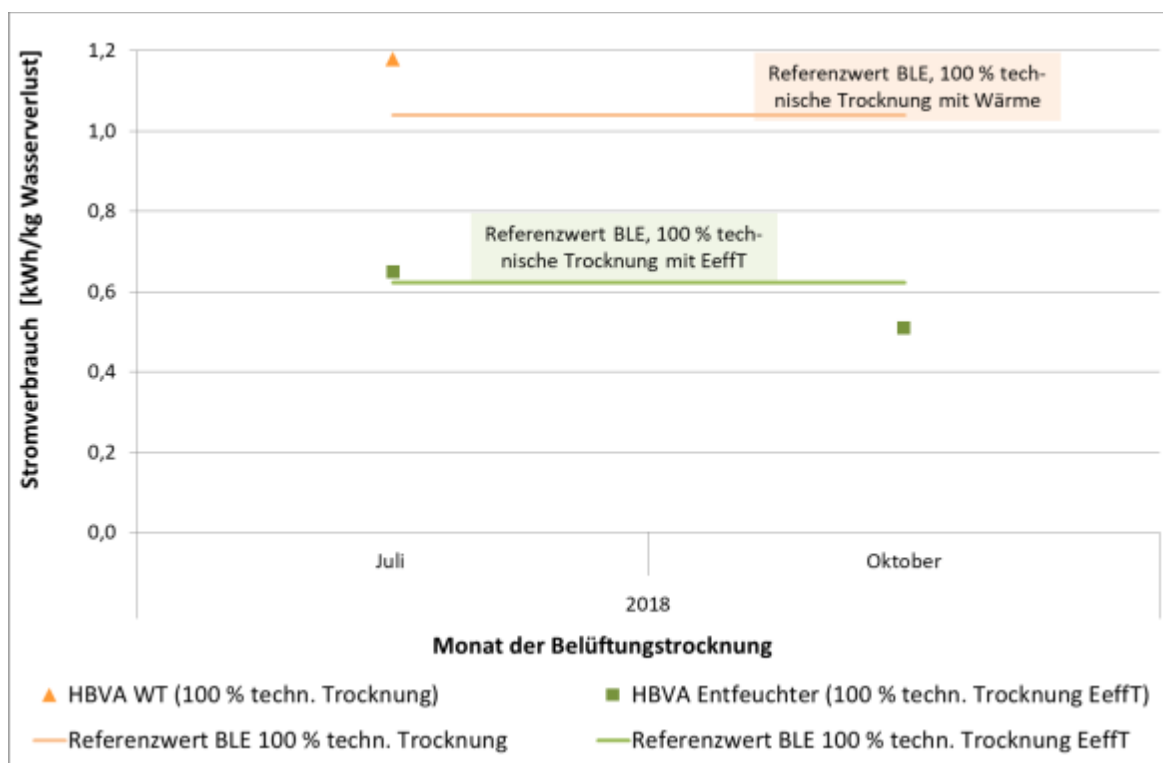 Stromverbrauch [kWh/kg Wasserverlust]
1,2
1,0
0,8
0,6
0,4
0,2
0,0
Referenzwert BLE, 100 % tech-
nische Trocknung mit Wärme
Referenzwert BLE, 100 % tech-
nische Trocknung mit EeffT
Juli
Oktober
2018
Monat der Belüftungstrocknung
HBVA WT (100 % techn. Trocknung)
HBVA Entfeuchter (100 % techn. Trocknung EeffT)
Referenzwert BLE 100 % techn. Trocknung
Referenzwert BLE 100 % techn. Trocknung EeffT